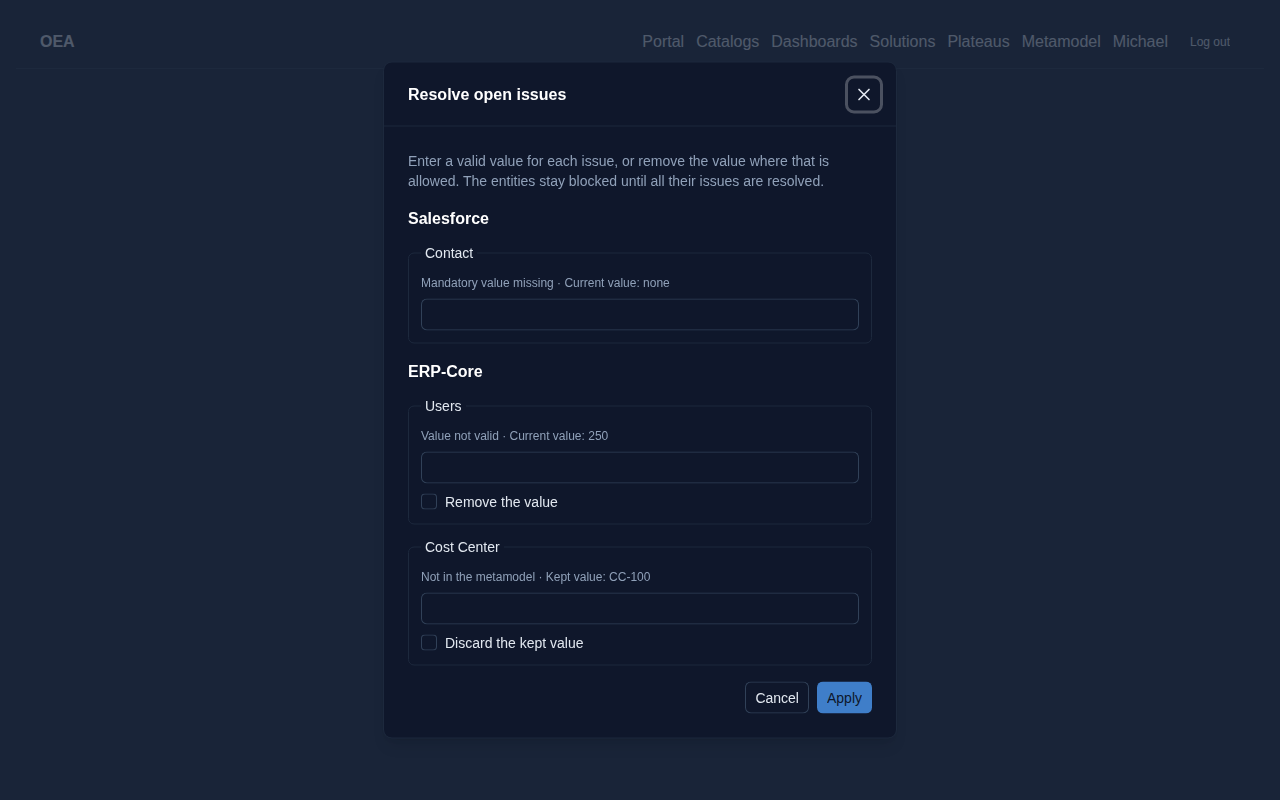 OEA
Portal Catalogs Dashboards Solutions Plateaus Metamodel Michael Log out
Resolve open issues
Enter a valid value for each issue, or remove the value where that is
allowed. The entities stay blocked until all their issues are resolved.
Salesforce
Contact
Mandatory value missing · Current value: none
ERP-Core
Users
Value not valid · Current value: 250
Remove the value
Cost Center
Not in the metamodel · Kept value: CC-100
Discard the kept value
Cancel Apply